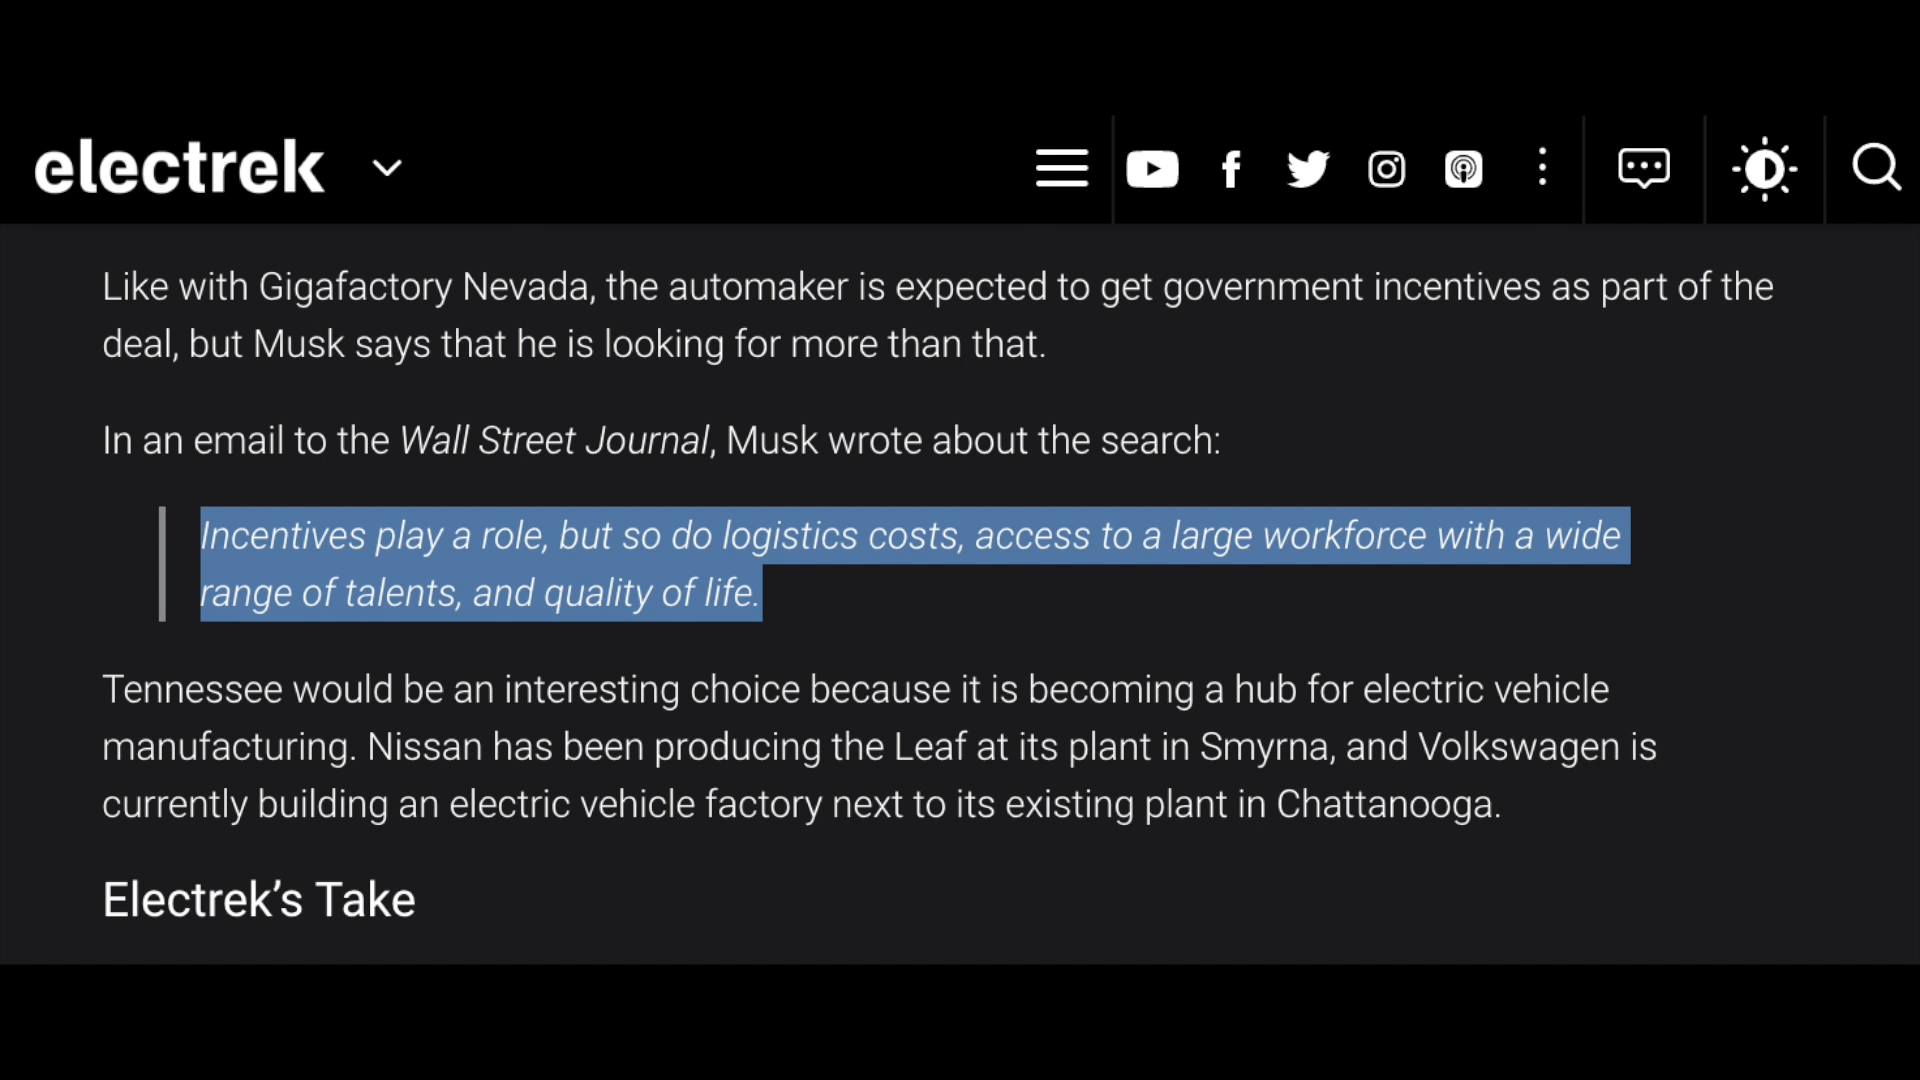 electrek
Like with Gigafactory Nevada, the automaker is expected to get government incentives as part of the
deal, but Musk says that he is looking for more than that.
In an email to the Wall Street Journal, Musk wrote about the search:
Incentives play a role, but so do logistics costs, access to a large workforce with a wide
range of talents, and quality of life.
Tennessee would be an interesting choice because it is becoming a hub for electric vehicle
manufacturing. Nissan has been producing the Leaf at its plant in Smyrna, and Volkswagen is
currently building an electric vehicle factory next to its existing plant in Chattanooga.
Electrek’s Take